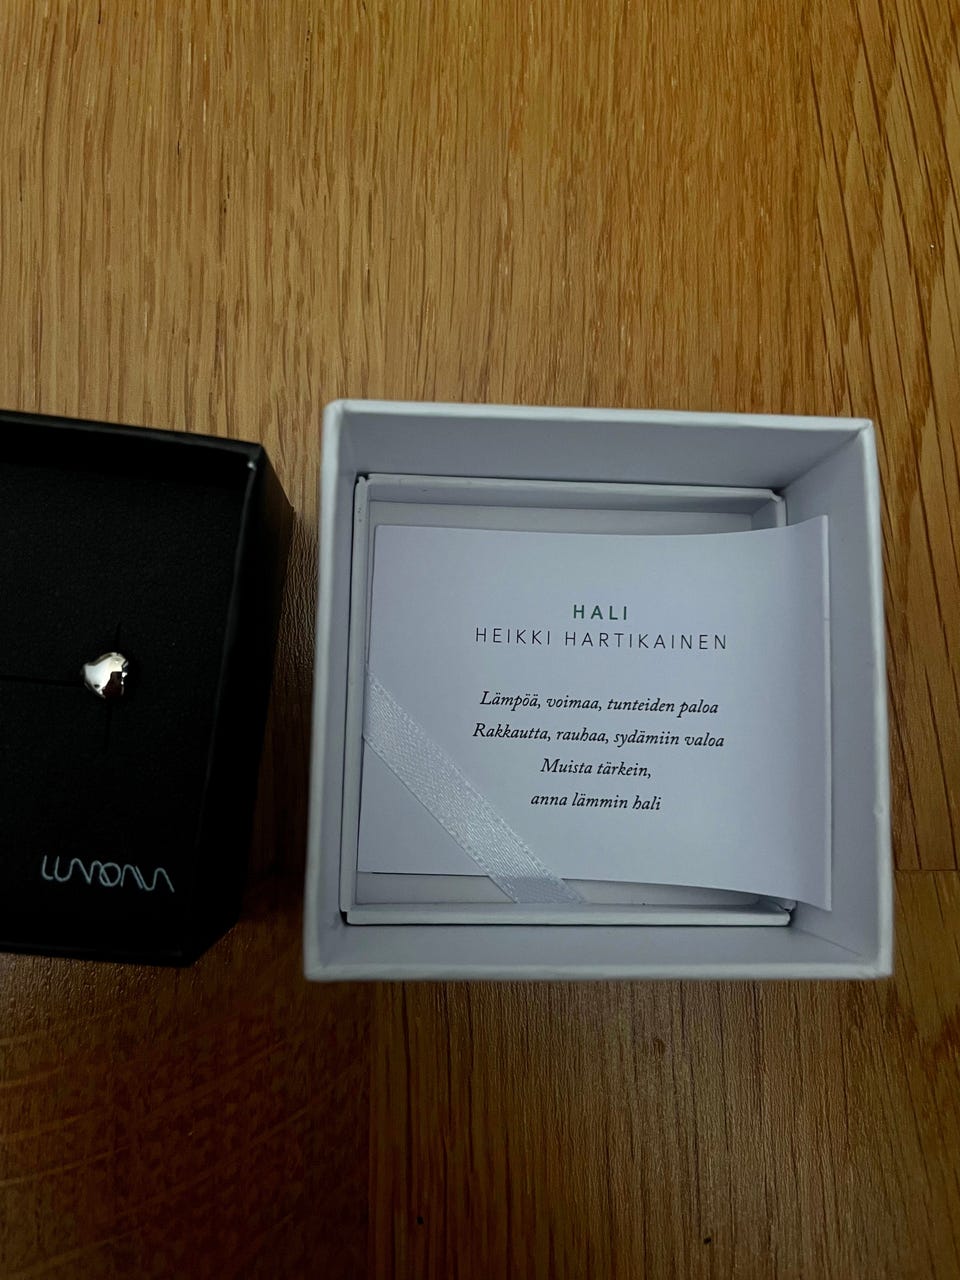 HALI
HEIKKI HARTIKAINEN
Lämpöä, voimaa, tunteiden paloa
Rakkautta, rauhaa, sydämiin valoa
Muista tärkein,
anna lämmin hali
LUMOAVA